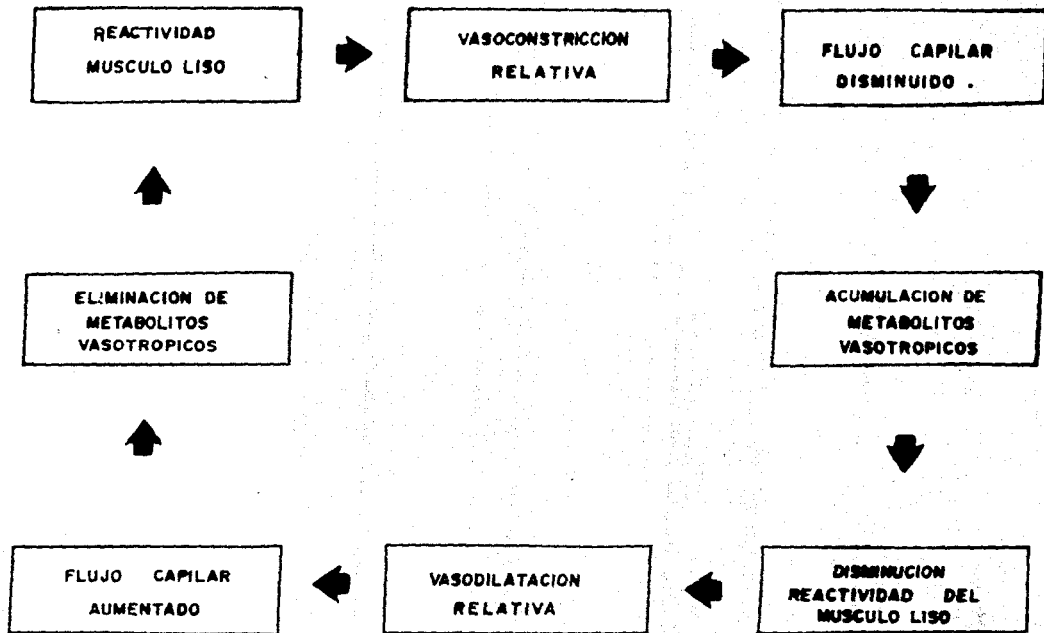 REACTIVIDAD
MUSCULO LISO
VASOCONSTRICCION
RELATIVA
FLUJO CAPILAR
DISMINUIDO .
ELIMINACION DE
METABOLITOS
VASOTROPICOS
ACUMULACION DE
METABOLITOS
VASOTROPICOS
FLUJO CAPILAR
AUMENTADO
VASODILATACION
RELATIVA
DISMINUCION
REACTIVIDAD DEL
MUSCULO LISO